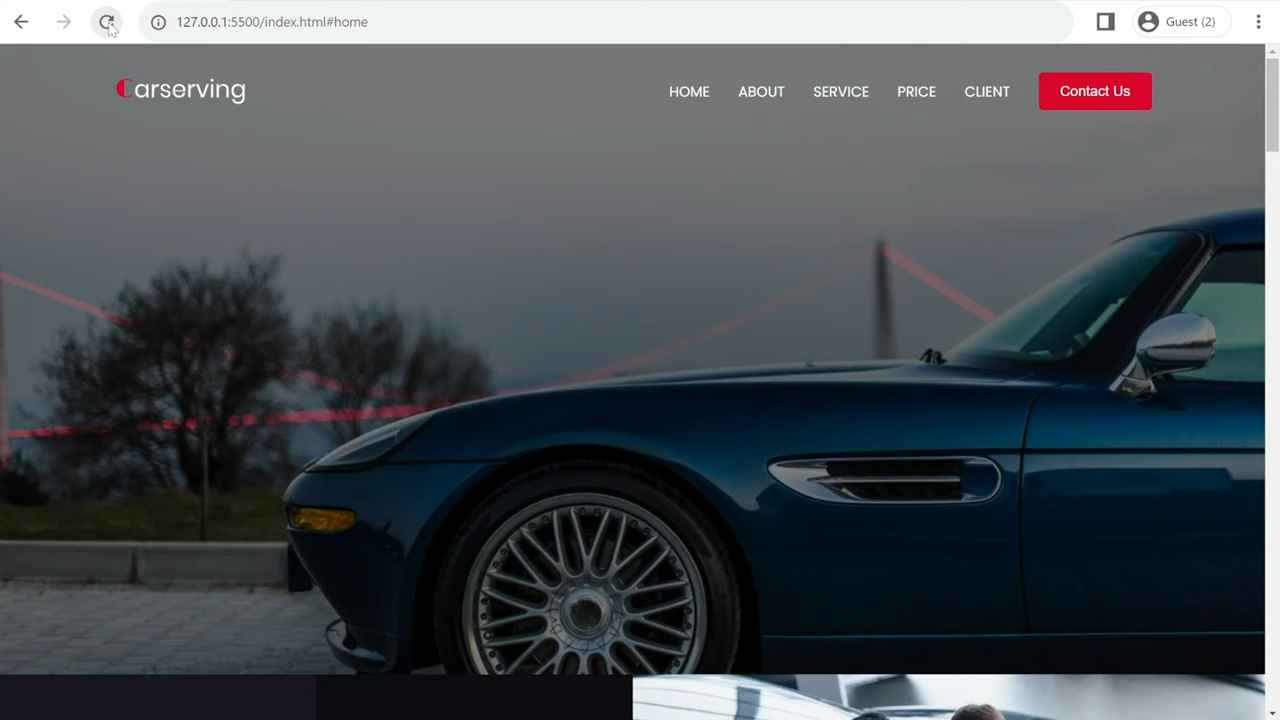 127.0.0.1:5500/index.html#home
Guest (2)
Carserving
HOME ABOUT SERVICE PRICE CLIENT Contact Us